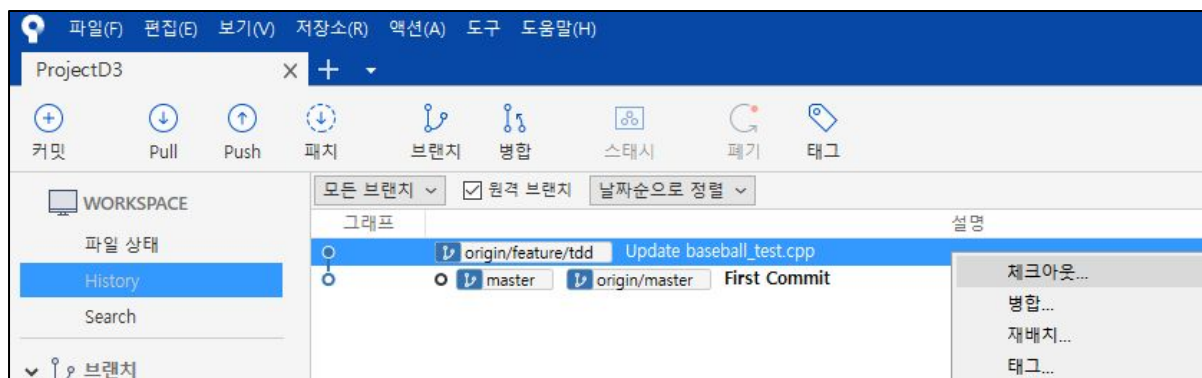 파일(F) 편집(E) 보기(V) 저장소(R) 액션(A) 도구 도움말(H)
ProjectD3
커밋 Pull Push 패치 브랜치 병합 스태시 폐기 태그
모든 브랜치 원격 브랜치 날짜순으로 정렬
WORKSPACE
그래프 설명
파일 상태
origin/feature/tdd Update baseball_test.cpp
체크아웃...
History
master origin/master First Commit
병합...
Search
재배치...
브랜치
태그...